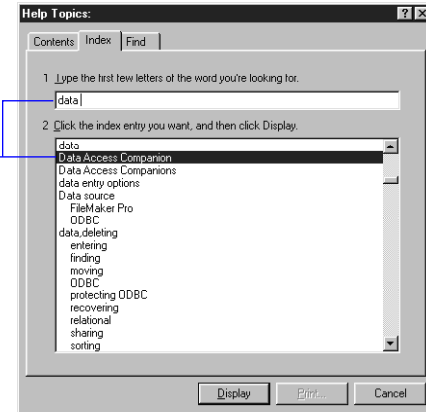 Help Topics:
Contents Index Find
1 Type the first few letters of the word you're looking for.
data
2 Click the index entry you want, and then click Display.
data
Data Access Companion
Data Access Companions
data entry options
Data source
FileMaker Pro
ODBC
data,deleting
entering
finding
moving
ODBC
protecting ODBC
recovering
relational
sharing
sorting
Display Print... Cancel